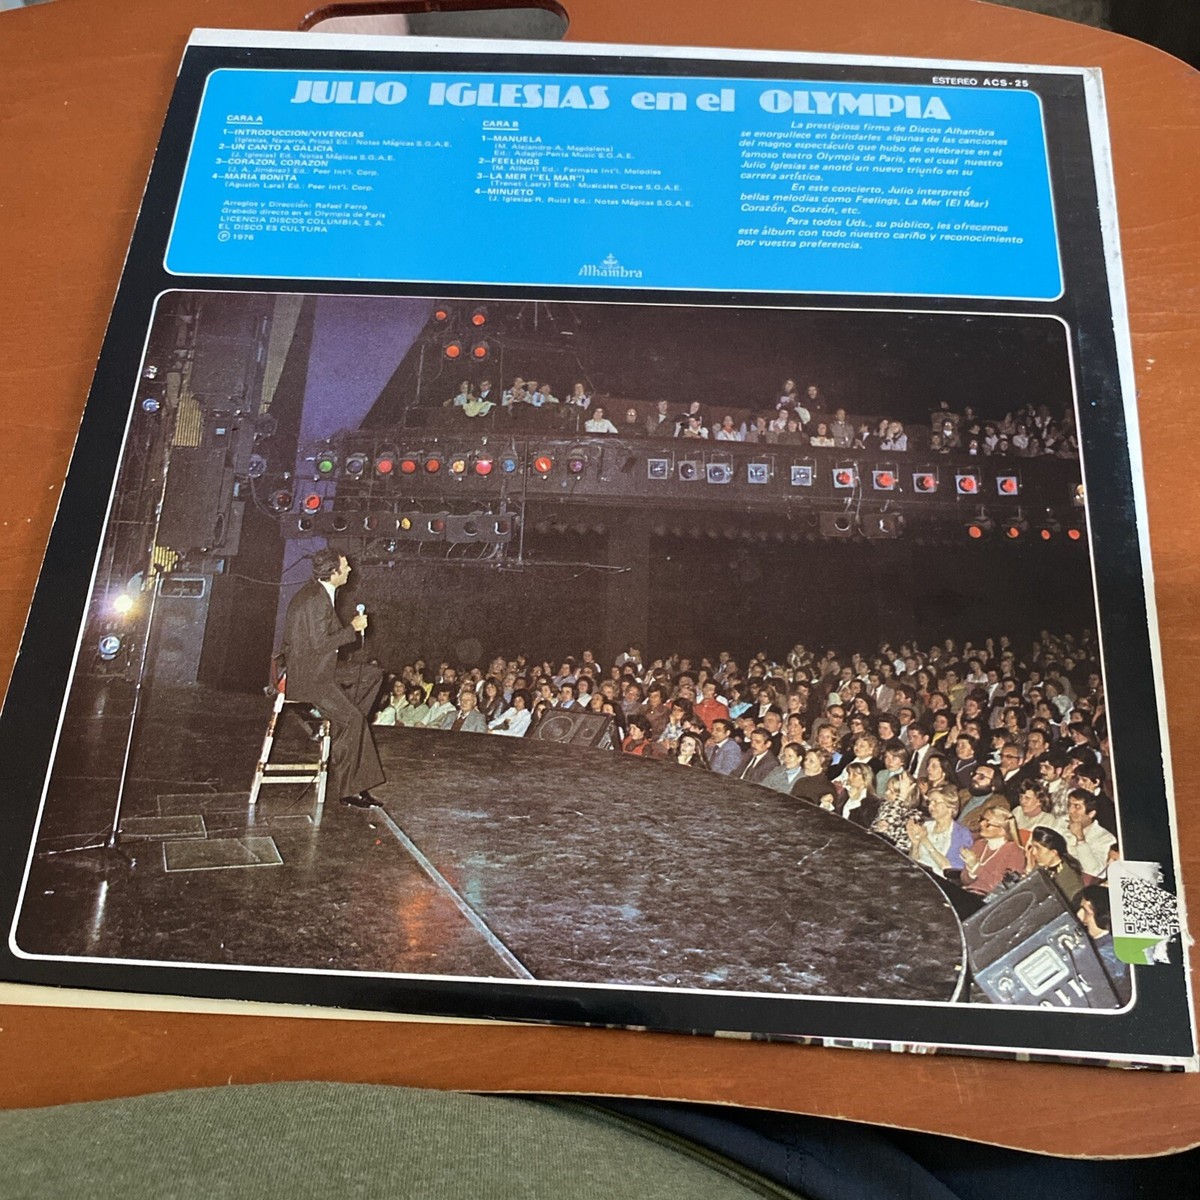 ESTEREO ACS-25
JULIO IGLESIAS en el OLYMPIA
CARA A
1—INTRODUCCION/VIVENCIAS
(Iglesias, Navarro, Prios) Ed.: Notas Mágicas S.G.A.E.
2—UN CANTO A GALICIA
(J. Iglesias) Ed.: Notas Mágicas S.G.A.E.
3—CORAZON, CORAZON
(J. A. Jiménez) Ed.: Peer Int'l. Corp.
4—MARIA BONITA
(Agustín Lara) Ed.: Peer Int'l. Corp.
Arreglos y Dirección: Rafael Ferro
Grabado directo en el Olympia de París
LICENCIA DISCOS COLUMBIA, S. A.
EL DISCO ES CULTURA
Ⓟ 1976
CARA B
1—MANUELA
(M. Alejandro-A. Magdalena)
Ed.: Adagio-Penta Music S.G.A.E.
2—FEELINGS
(M. Albert) Ed.: Fermata Int'l. Melodies
3—LA MER ("EL MAR")
(Trenet-Lasry) Eds.: Musicales Clave S.G.A.E.
4—MINUETO
(J. Iglesias-R. Ruiz) Ed.: Notas Mágicas S.G.A.E.
La prestigiosa firma de Discos Alhambra
se enorgullece en brindarles algunas de las canciones
del magno espectáculo que hubo de celebrarse en el
famoso teatro Olympia de París, en el cual nuestro
Julio Iglesias se anotó un nuevo triunfo en su
carrera artística.
En este concierto, Julio interpretó
bellas melodías como Feelings, La Mer (El Mar)
Corazón, Corazón, etc.
Para todos Uds., su público, les ofrecemos
este álbum con todo nuestro cariño y reconocimiento
por vuestra preferencia.
Alhambra